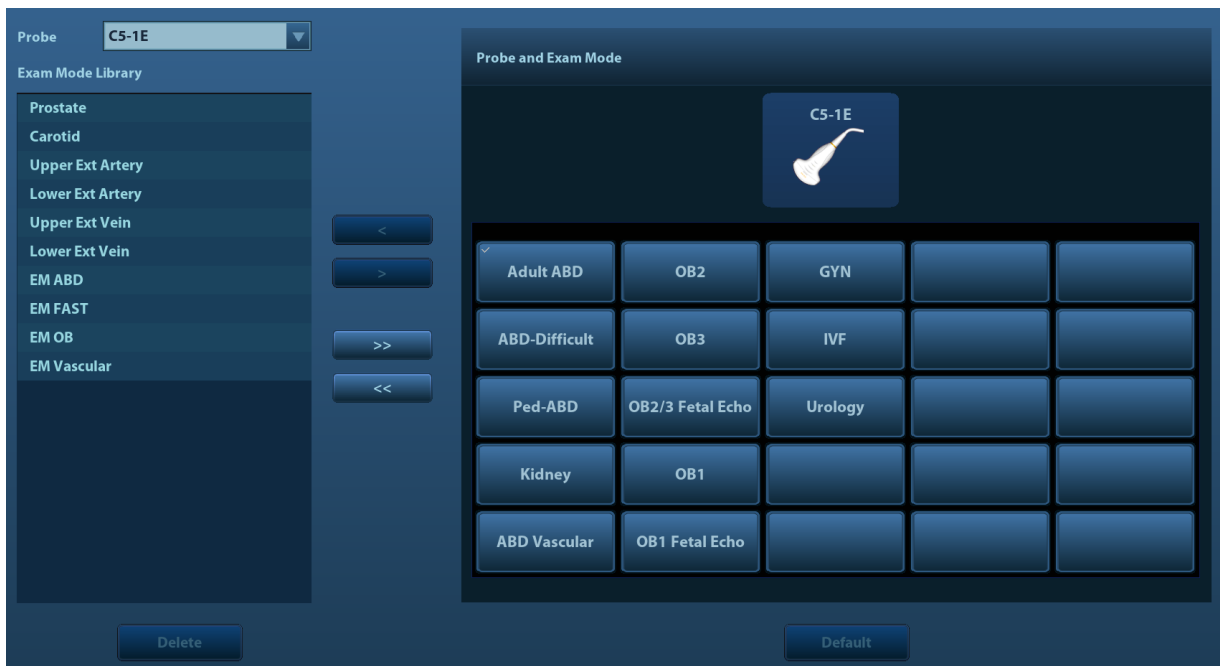 Probe C5-1E
Exam Mode Library
Prostate
Carotid
Upper Ext Artery
Lower Ext Artery
Upper Ext Vein
Lower Ext Vein
EM ABD
EM FAST
EM OB
EM Vascular
<
>
>>
<<
Probe and Exam Mode
C5-1E
Adult ABD OB2 GYN
ABD-Difficult OB3 IVF
Ped-ABD OB2/3 Fetal Echo Urology
Kidney OB1
ABD Vascular OB1 Fetal Echo
Delete Default